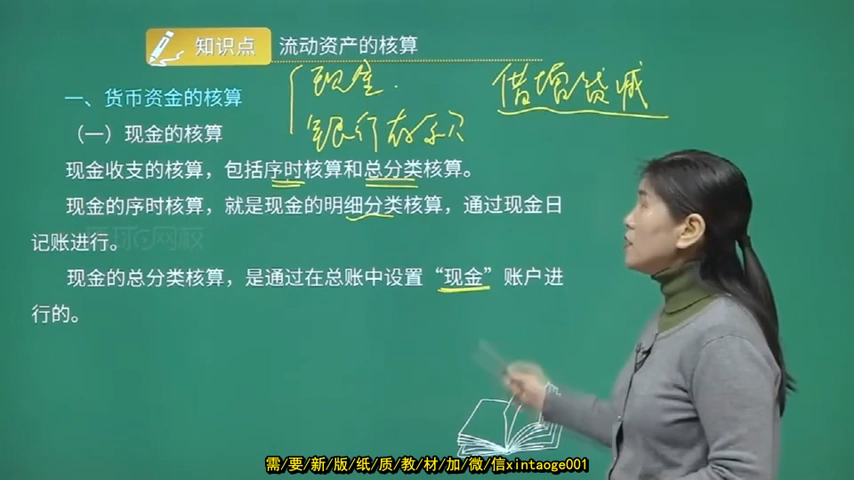 知识点 流动资产的核算
现金
借增贷减
一、货币资金的核算
银行存款
（一）现金的核算
现金收支的核算，包括序时核算和总分类核算。
现金的序时核算，就是现金的明细分类核算，通过现金日
记账进行。
现金的总分类核算，是通过在总账中设置“现金”账户进
行的。
需/要/新/版/纸/质/教/材/加/微/信xintaoge001